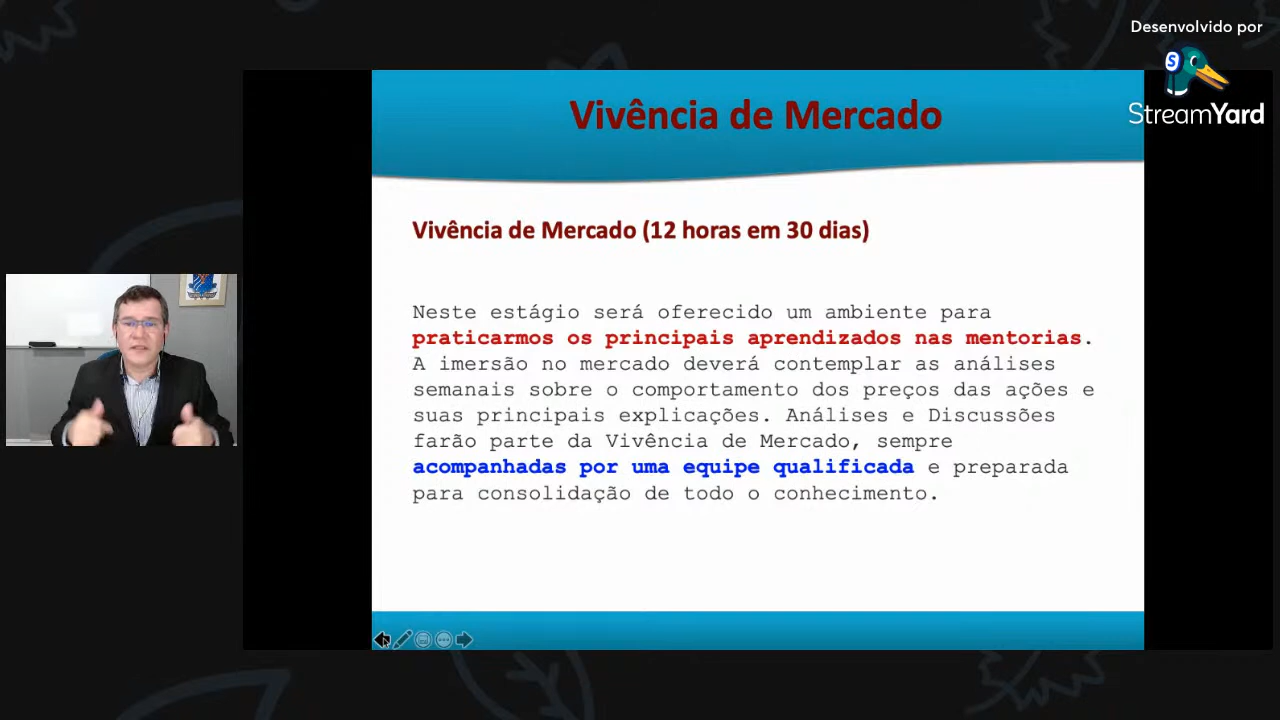 Desenvolvido por
S
StreamYard
Vivência de Mercado
Vivência de Mercado (12 horas em 30 dias)
Neste estágio será oferecido um ambiente para
praticarmos os principais aprendizados nas mentorias.
A imersão no mercado deverá contemplar as análises
semanais sobre o comportamento dos preços das ações e
suas principais explicações. Análises e Discussões
farão parte da Vivência de Mercado, sempre
acompanhadas por uma equipe qualificada e preparada
para consolidação de todo o conhecimento.